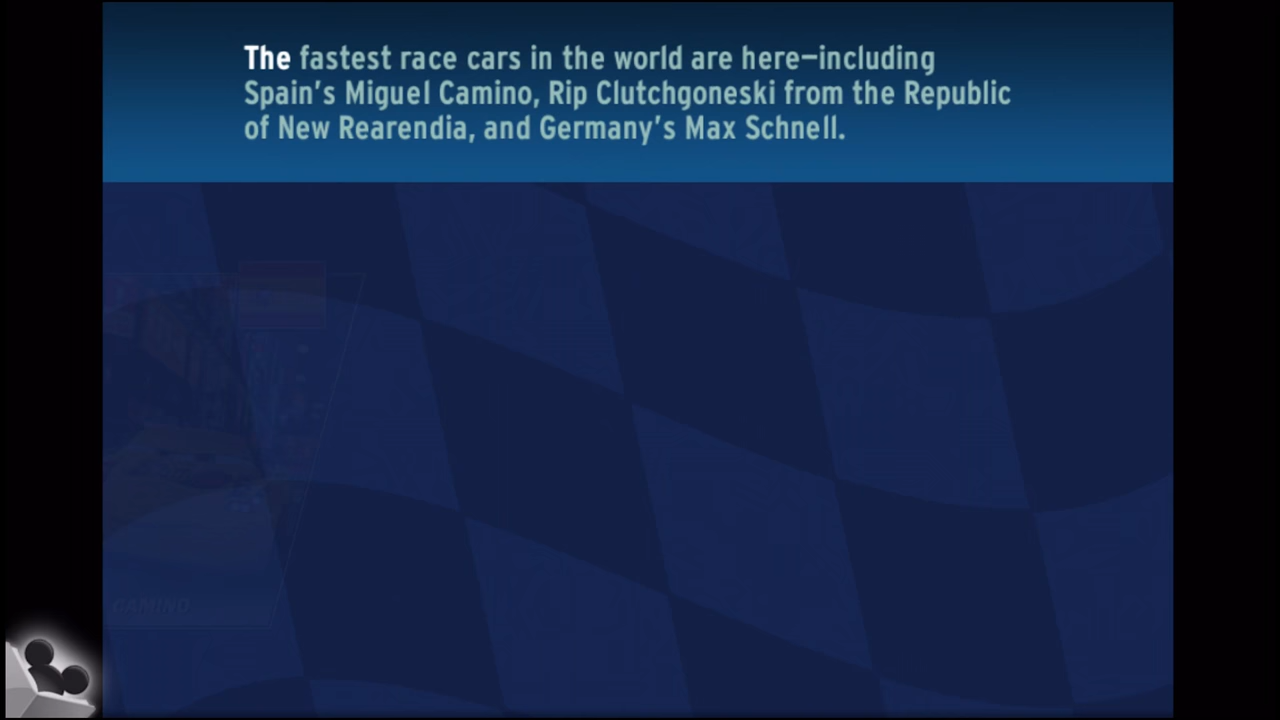 The fastest race cars in the world are here—including
Spain's Miguel Camino, Rip Clutchgoneski from the Republic
of New Rearendia, and Germany's Max Schnell.
CAMINO